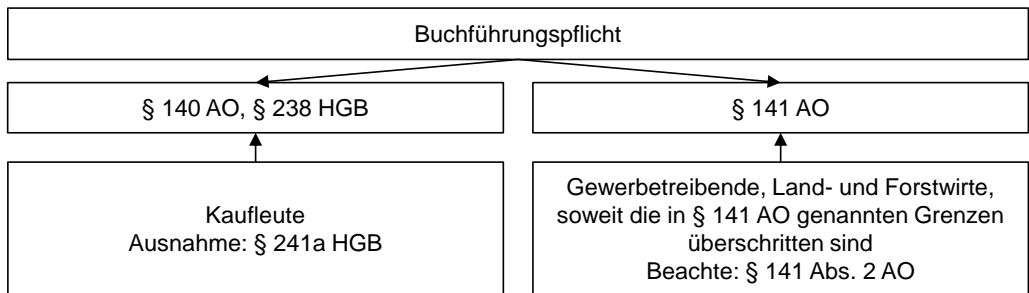 Buchführungspflicht
§ 140 AO, § 238 HGB
§ 141 AO
Kaufleute
Ausnahme: § 241a HGB
Gewerbetreibende, Land- und Forstwirte,
soweit die in § 141 AO genannten Grenzen
überschritten sind
Beachte: § 141 Abs. 2 AO